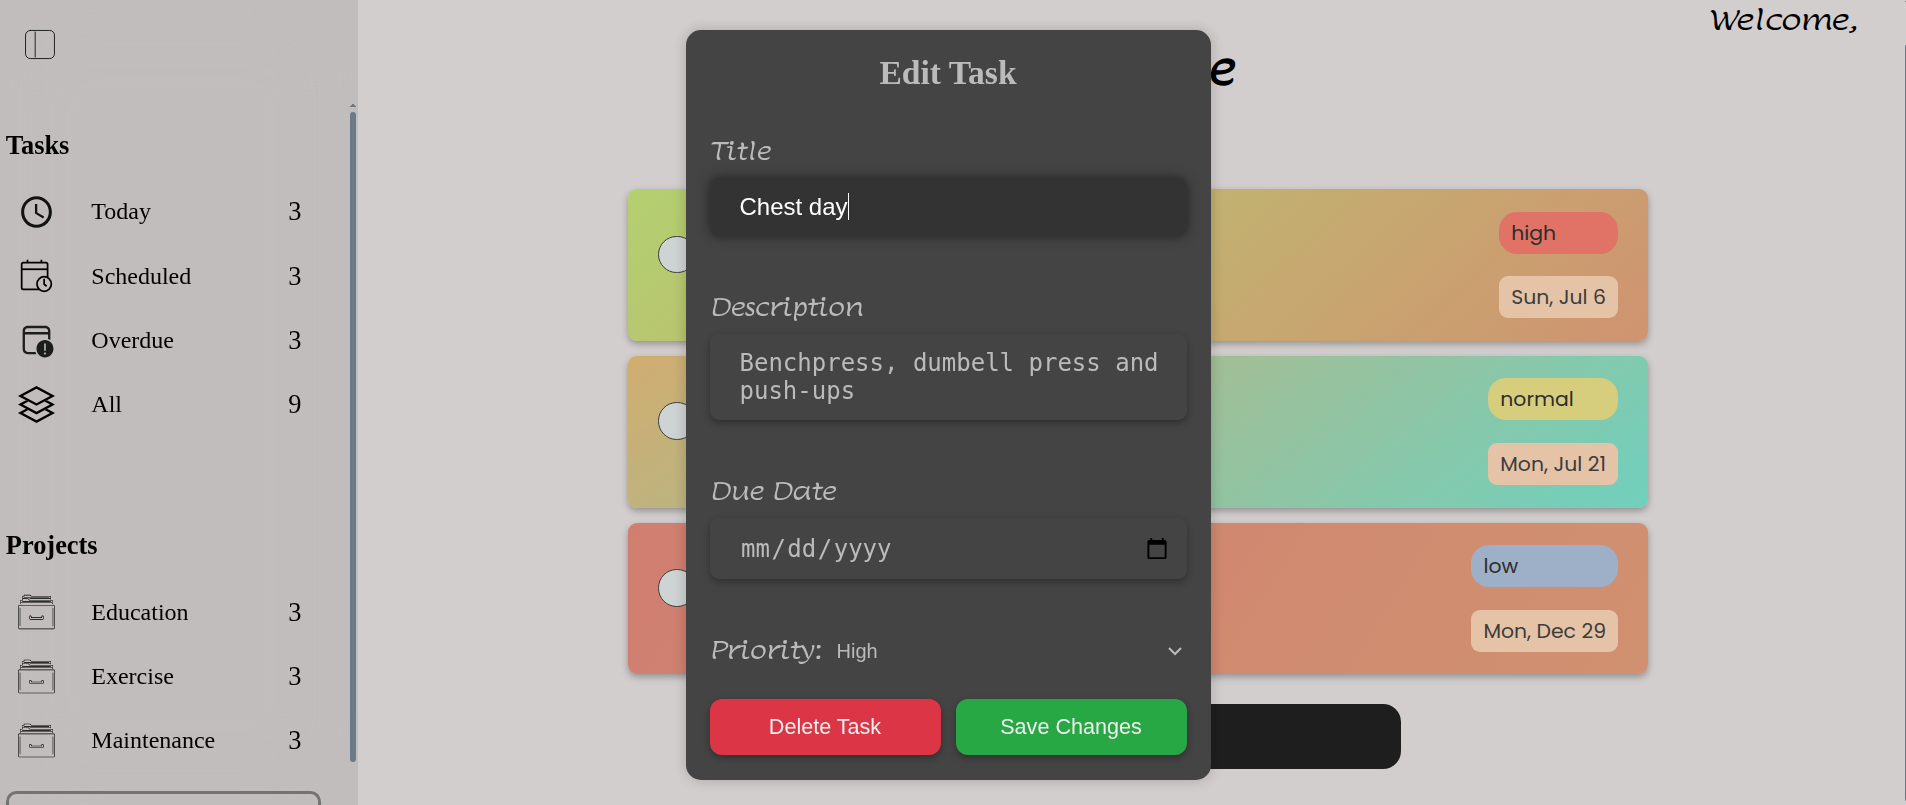 Welcome,
e
Tasks
Today 3
Scheduled 3
Overdue 3
All 9
Projects
Education 3
Exercise 3
Maintenance 3
Edit Task
Title
Chest day
Description
Benchpress, dumbell press and
push-ups
Due Date
mm/dd/yyyy
Priority: High
Delete Task
Save Changes
high
Sun, Jul 6
normal
Mon, Jul 21
low
Mon, Dec 29